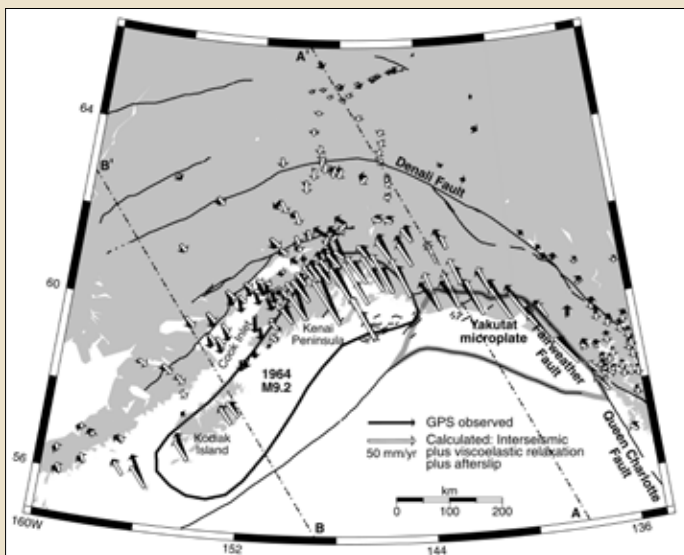 A'
64
B'
Denali Fault
60
Cook Inlet
Kenai
Peninsula
Yakutat
microplate
Fairweather
Fault
1964
M9.2
GPS observed
Calculated: Interseismic
plus viscoelastic relaxation
plus afterslip
50 mm/yr
Kodiak
Island
Queen Charlotte
Fault
56
km
0 100 200
160W
B
A
152
144
136